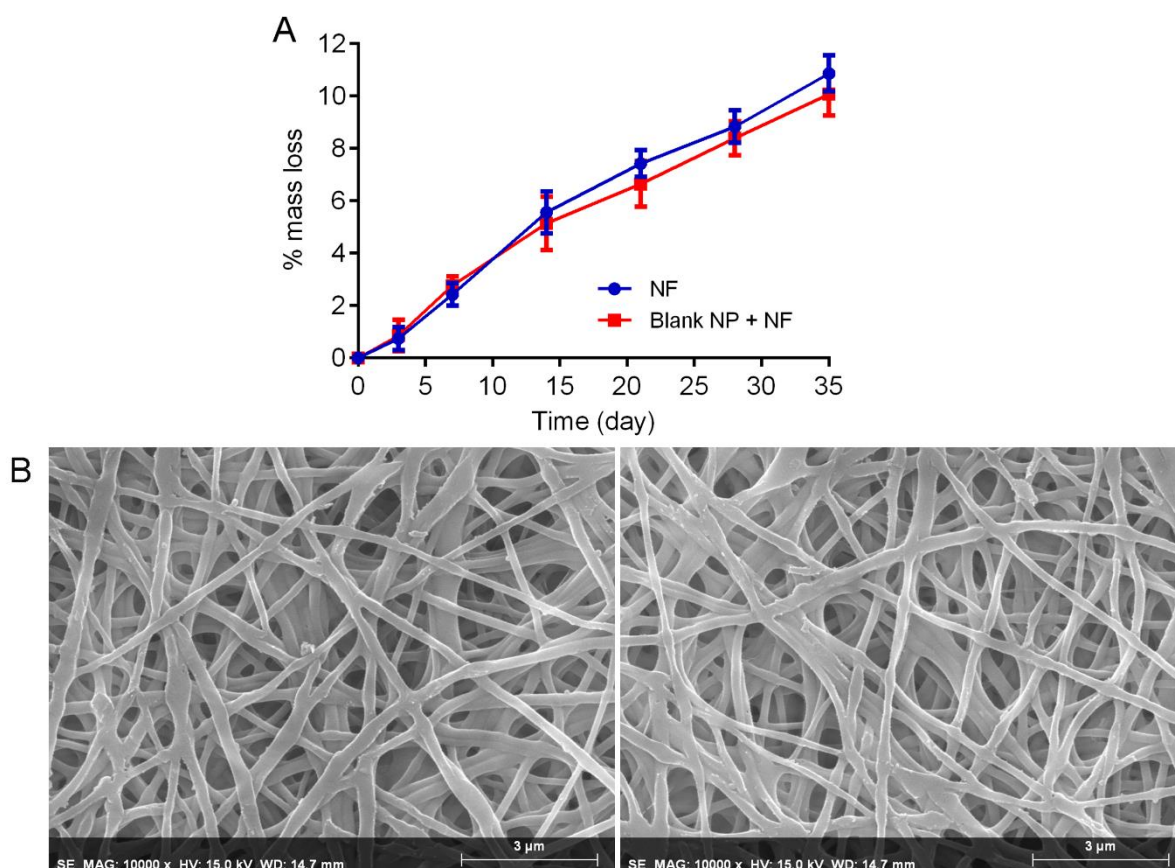 A
12
10
8
6
4
2
0
% mass loss
NF
Blank NP + NF
0 5 10 15 20 25 30 35
Time (day)
B
SE MAG: 10000 x HV: 15.0 kV WD: 14.7 mm 3 µm
SE MAG: 10000 x HV: 15.0 kV WD: 14.7 mm 3 µm